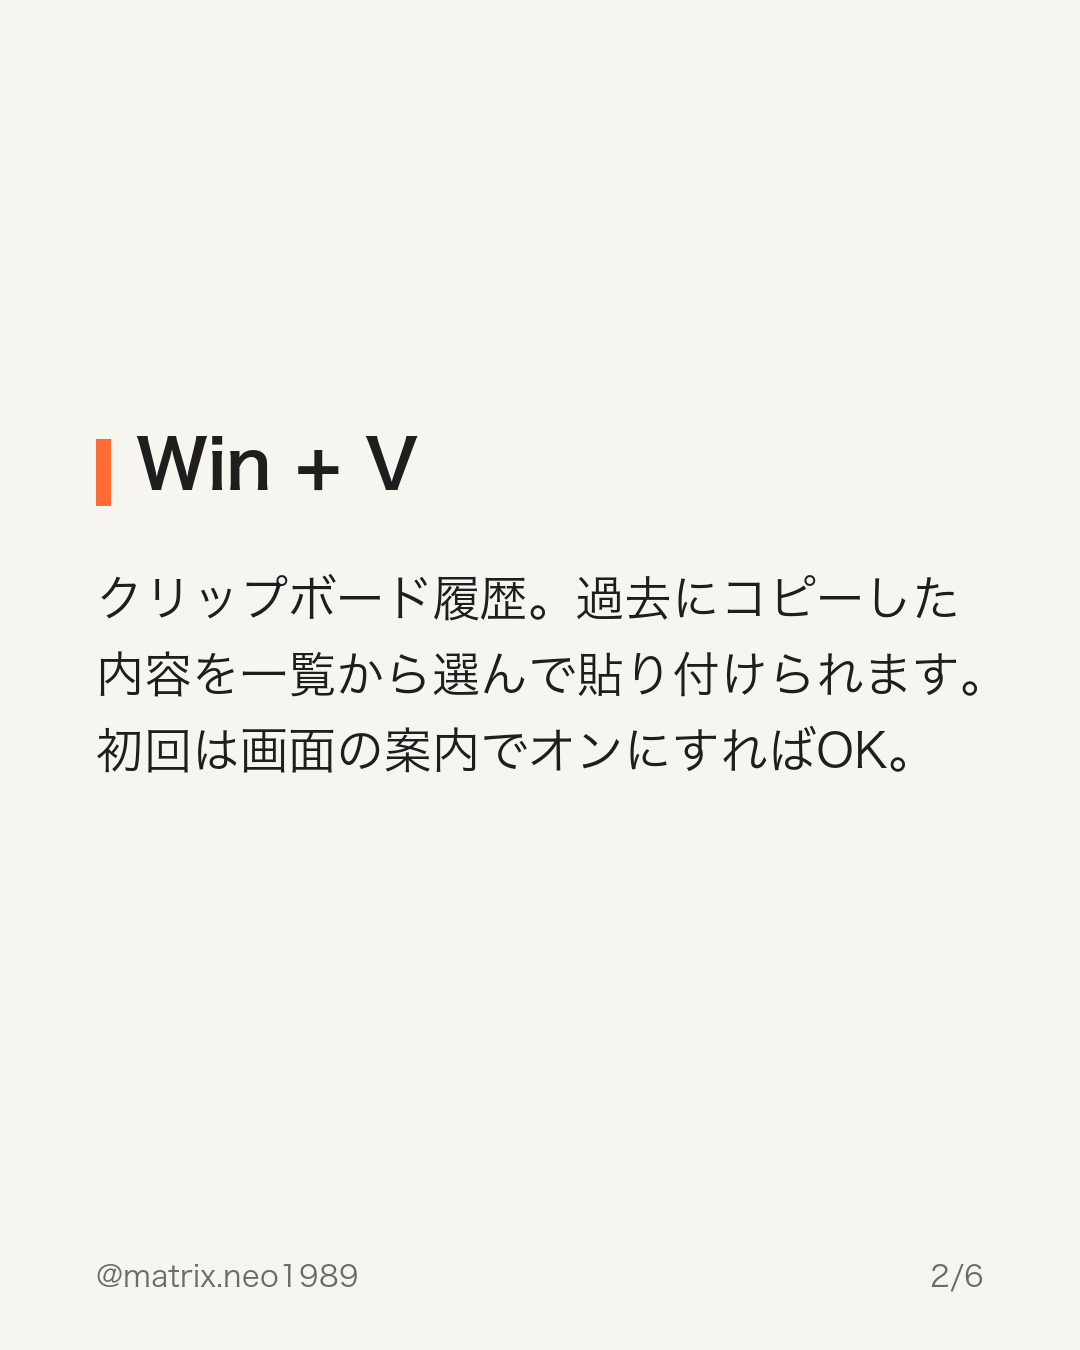 Win + V
クリップボード履歴。過去にコピーした
内容を一覧から選んで貼り付けられます。
初回は画面の案内でオンにすればOK。
@matrix.neo1989
2/6